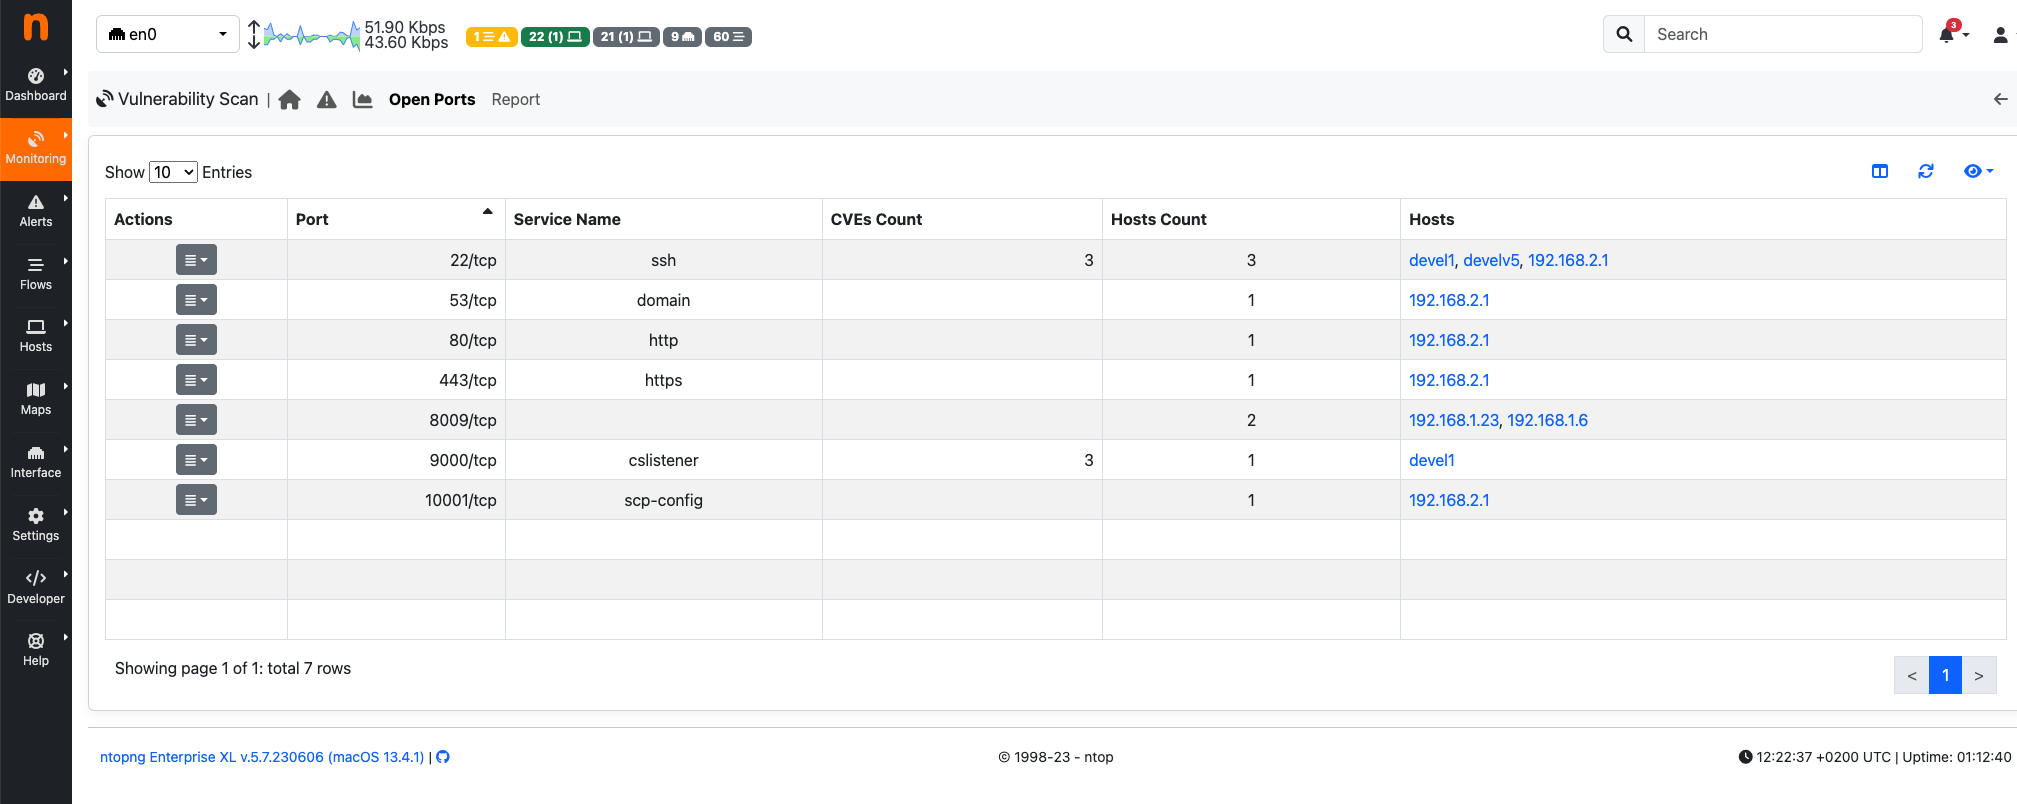 n
en0
51.90 Kbps
43.60 Kbps
1
22 (1)
21 (1)
9
60
Search
3
Dashboard
Monitoring
Alerts
Flows
Hosts
Maps
Interface
Settings
Developer
Help
Vulnerability Scan | Open Ports Report
Show 10 Entries
Actions Port Service Name CVEs Count Hosts Count Hosts
22/tcp ssh 3 3 devel1, develv5, 192.168.2.1
53/tcp domain 1 192.168.2.1
80/tcp http 1 192.168.2.1
443/tcp https 1 192.168.2.1
8009/tcp 2 192.168.1.23, 192.168.1.6
9000/tcp cslistener 3 1 devel1
10001/tcp scp-config 1 192.168.2.1
Showing page 1 of 1: total 7 rows
< 1 >
ntopng Enterprise XL v.5.7.230606 (macOS 13.4.1) |
© 1998-23 - ntop
12:22:37 +0200 UTC | Uptime: 01:12:40